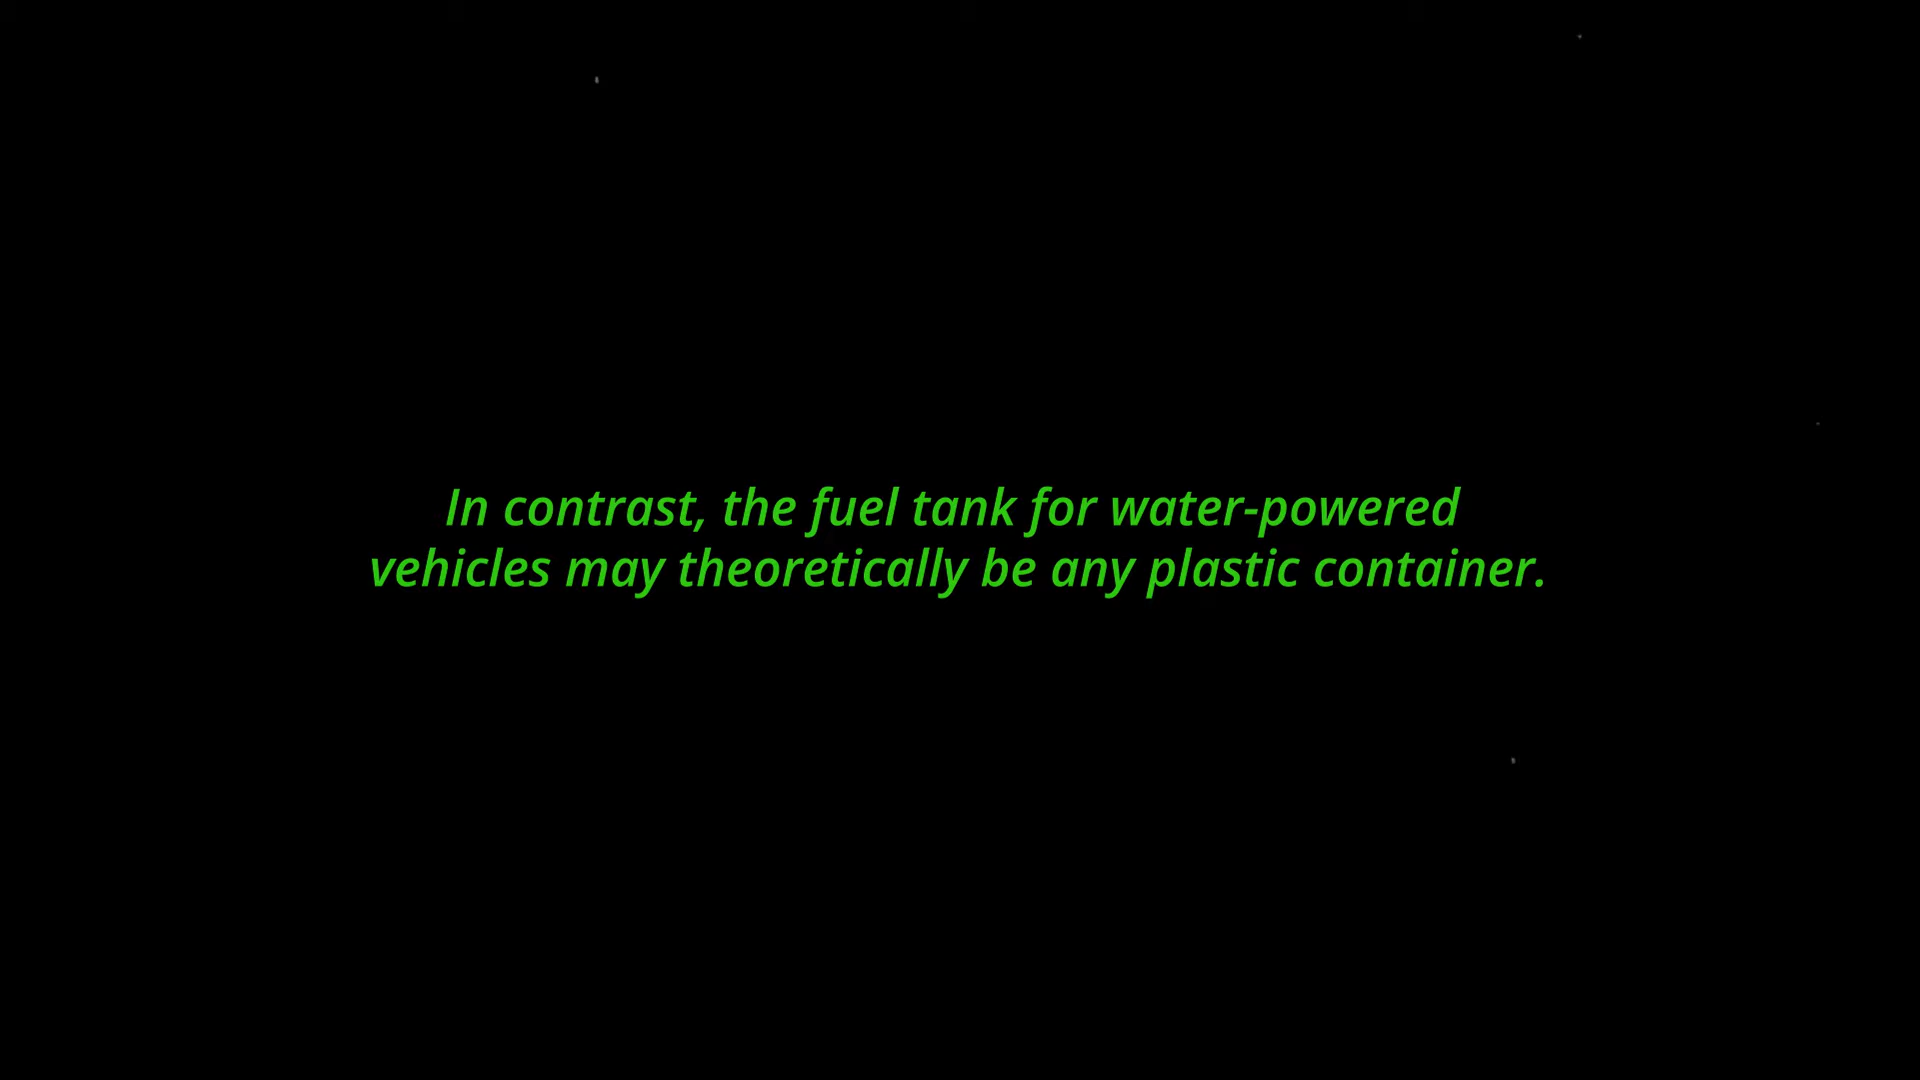 In contrast, the fuel tank for water-powered
vehicles may theoretically be any plastic container.